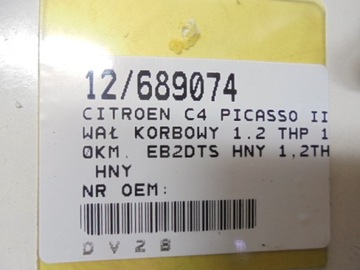 12/689074
CITROEN C4 PICASSO II
WAŁ KORBOWY 1.2 THP 1
0KM. EB2DTS HNY 1,2TH
HNY
NR OEM:
DV28